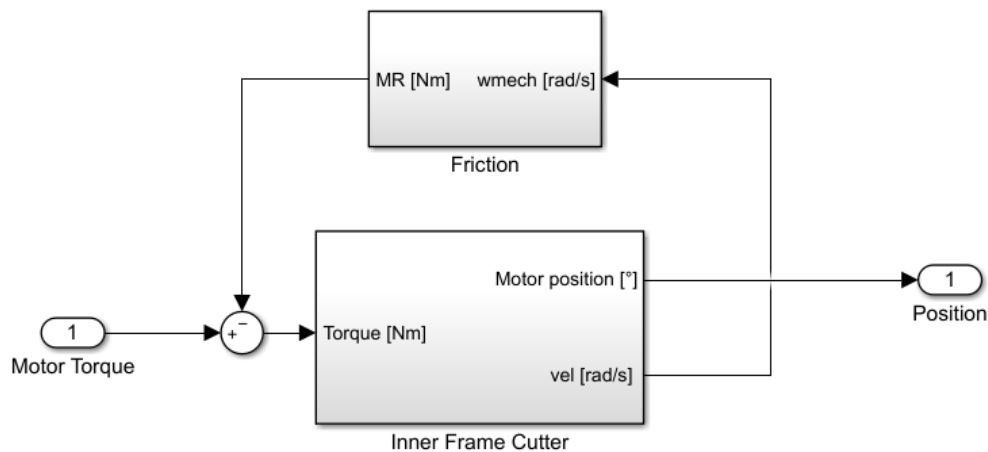 MR [Nm] wmech [rad/s]
Friction
Motor position [°]
1
Position
− 
+
1
Motor Torque
Torque [Nm]
vel [rad/s]
Inner Frame Cutter